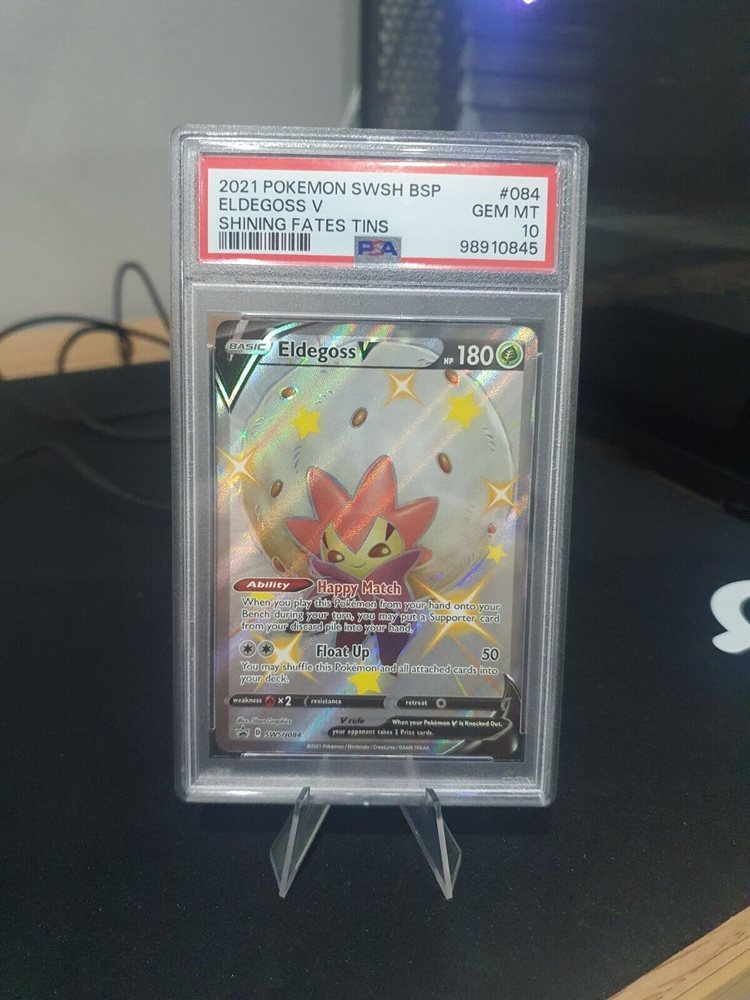 2021 POKEMON SWSH BSP #084
ELDEGOSS V GEM MT
SHINING FATES TINS 10
PSA 98910845
BASIC Eldegoss V HP 180
Ability Happy Match
When you play this Pokémon from your hand onto your
Bench during your turn, you may put a Supporter card
from your discard pile into your hand.
Float Up 50
You may shuffle this Pokémon and all attached cards into
your deck.
weakness ×2 resistance retreat
V rule When your Pokémon V is Knocked Out,
your opponent takes 2 Prize cards.
Illus. Saki Graphics
SWSH084
©2021 Pokémon / Nintendo / Creatures / GAME FREAK